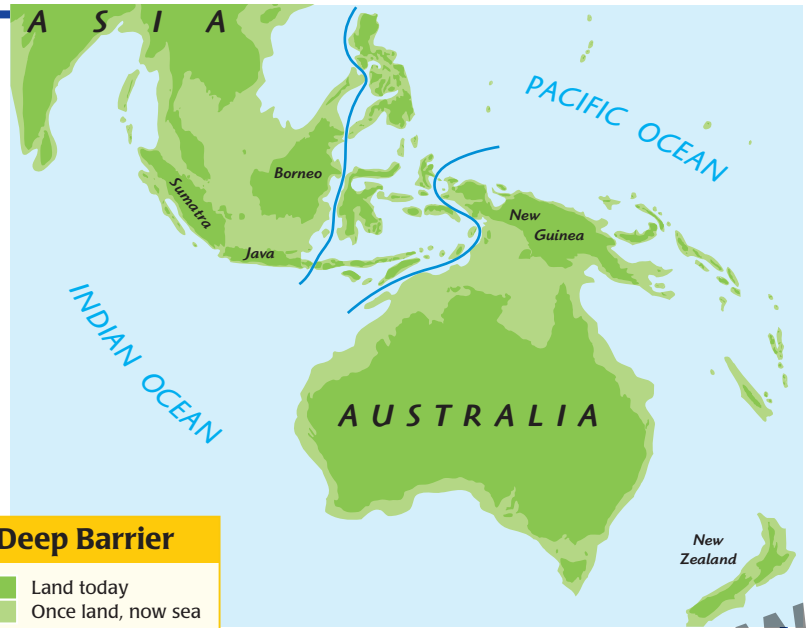 ASIA
PACIFIC OCEAN
Borneo
Sumatra
New
Guinea
Java
INDIAN OCEAN
AUSTRALIA
Deep Barrier
New
Zealand
Land today
Once land, now sea